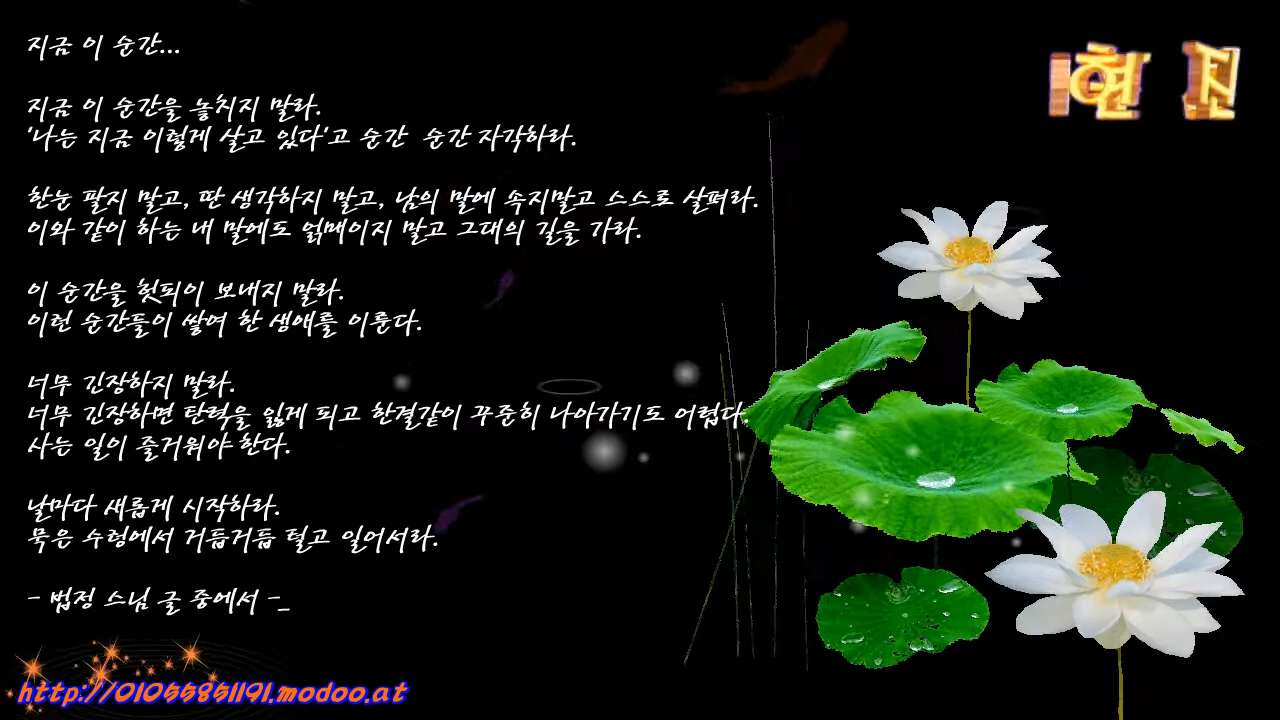 지금 이 순간...
지금 이 순간을 놓치지 말라.
'나는 지금 이렇게 살고 있다'고 순간 순간 자각하라.
한눈 팔지 말고, 딴 생각하지 말고, 남의 말에 속지말고 스스로 살펴라.
이와 같이 하는 내 말에도 얽매이지 말고 그대의 길을 가라.
이 순간을 헛되이 보내지 말라.
이런 순간들이 쌓여 한 생애를 이룬다.
너무 긴장하지 말라.
너무 긴장하면 탄력을 잃게 되고 한결같이 꾸준히 나아가기도 어렵다.
사는 일이 즐거워야 한다.
날마다 새롭게 시작하라.
묵은 수렁에서 거듭거듭 털고 일어서라.
- 법정 스님 글 중에서 -_
http://01055851191.modoo.at